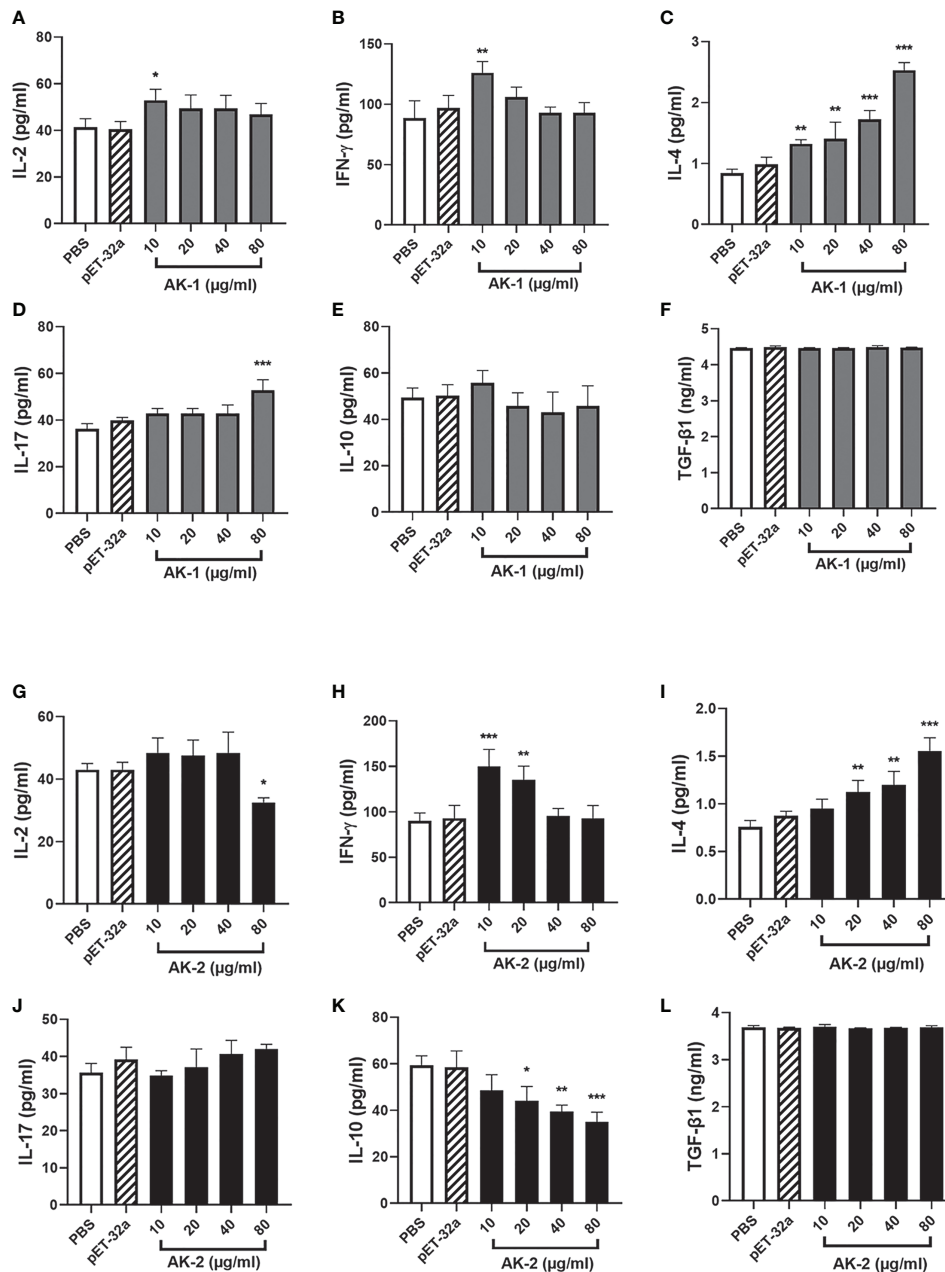 A
IL-2 (pg/ml)
80
60
40
20
0
*
PBS
pET-32a
10
20
40
80
AK-1 (µg/ml)
B
IFN-γ (pg/ml)
150
100
50
0
**
PBS
pET-32a
10
20
40
80
AK-1 (µg/ml)
C
IL-4 (pg/ml)
3
2
1
0
**
**
***
***
PBS
pET-32a
10
20
40
80
AK-1 (µg/ml)
D
IL-17 (pg/ml)
80
60
40
20
0
***
PBS
pET-32a
10
20
40
80
AK-1 (µg/ml)
E
IL-10 (pg/ml)
80
60
40
20
0
PBS
pET-32a
10
20
40
80
AK-1 (µg/ml)
F
TGF-β1 (ng/ml)
5
4
3
2
1
0
PBS
pET-32a
10
20
40
80
AK-1 (µg/ml)
G
IL-2 (pg/ml)
60
40
20
0
*
PBS
pET-32a
10
20
40
80
AK-2 (µg/ml)
H
IFN-γ (pg/ml)
200
150
100
50
0
***
**
PBS
pET-32a
10
20
40
80
AK-2 (µg/ml)
I
IL-4 (pg/ml)
2.0
1.5
1.0
0.5
0.0
**
**
***
PBS
pET-32a
10
20
40
80
AK-2 (µg/ml)
J
IL-17 (pg/ml)
50
40
30
20
10
0
PBS
pET-32a
10
20
40
80
AK-2 (µg/ml)
K
IL-10 (pg/ml)
80
60
40
20
0
*
**
***
PBS
pET-32a
10
20
40
80
AK-2 (µg/ml)
L
TGF-β1 (ng/ml)
4
3
2
1
0
PBS
pET-32a
10
20
40
80
AK-2 (µg/ml)